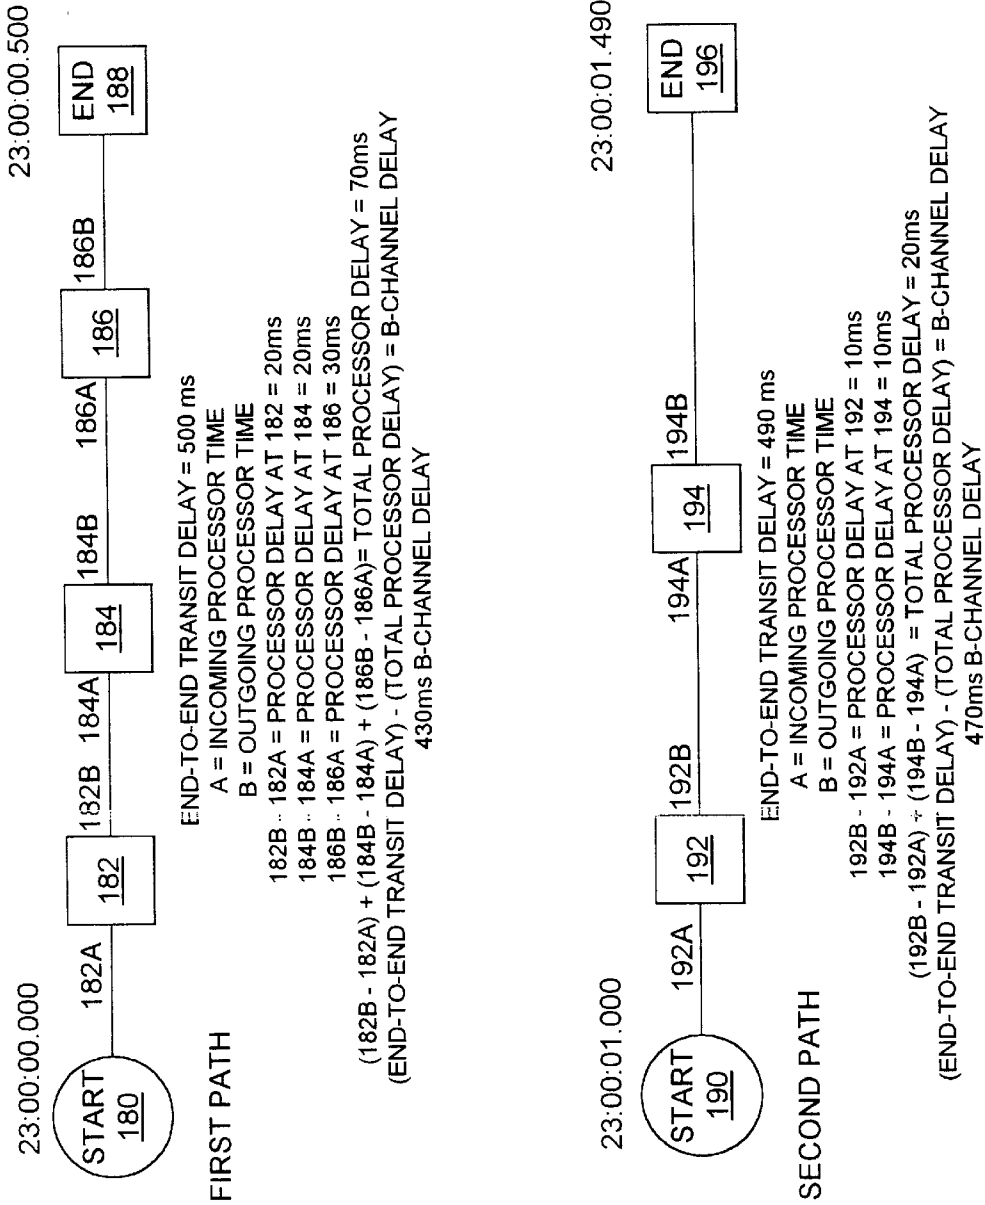 23:00:00.000
23:00:00.500
START
180
182A
182
182B
184A
184
184B
186A
186
186B
END
188
FIRST PATH
END-TO-END TRANSIT DELAY = 500 ms
A = INCOMING PROCESSOR TIME
B = OUTGOING PROCESSOR TIME
182B - 182A = PROCESSOR DELAY AT 182 = 20ms
184B - 184A = PROCESSOR DELAY AT 184 = 20ms
186B - 186A = PROCESSOR DELAY AT 186 = 30ms
(182B - 182A) + (184B - 184A) + (186B - 186A) = TOTAL PROCESSOR DELAY = 70ms
(END-TO-END TRANSIT DELAY) - (TOTAL PROCESSOR DELAY) = B-CHANNEL DELAY
430ms B-CHANNEL DELAY
23:00:01.000
23:00:01.490
START
190
192A
192
192B
194A
194
194B
END
196
SECOND PATH
END-TO-END TRANSIT DELAY = 490 ms
A = INCOMING PROCESSOR TIME
B = OUTGOING PROCESSOR TIME
192B - 192A = PROCESSOR DELAY AT 192 = 10ms
194B - 194A = PROCESSOR DELAY AT 194 = 10ms
(192B - 192A) + (194B - 194A) = TOTAL PROCESSOR DELAY = 20ms
(END-TO-END TRANSIT DELAY) - (TOTAL PROCESSOR DELAY) = B-CHANNEL DELAY
470ms B-CHANNEL DELAY